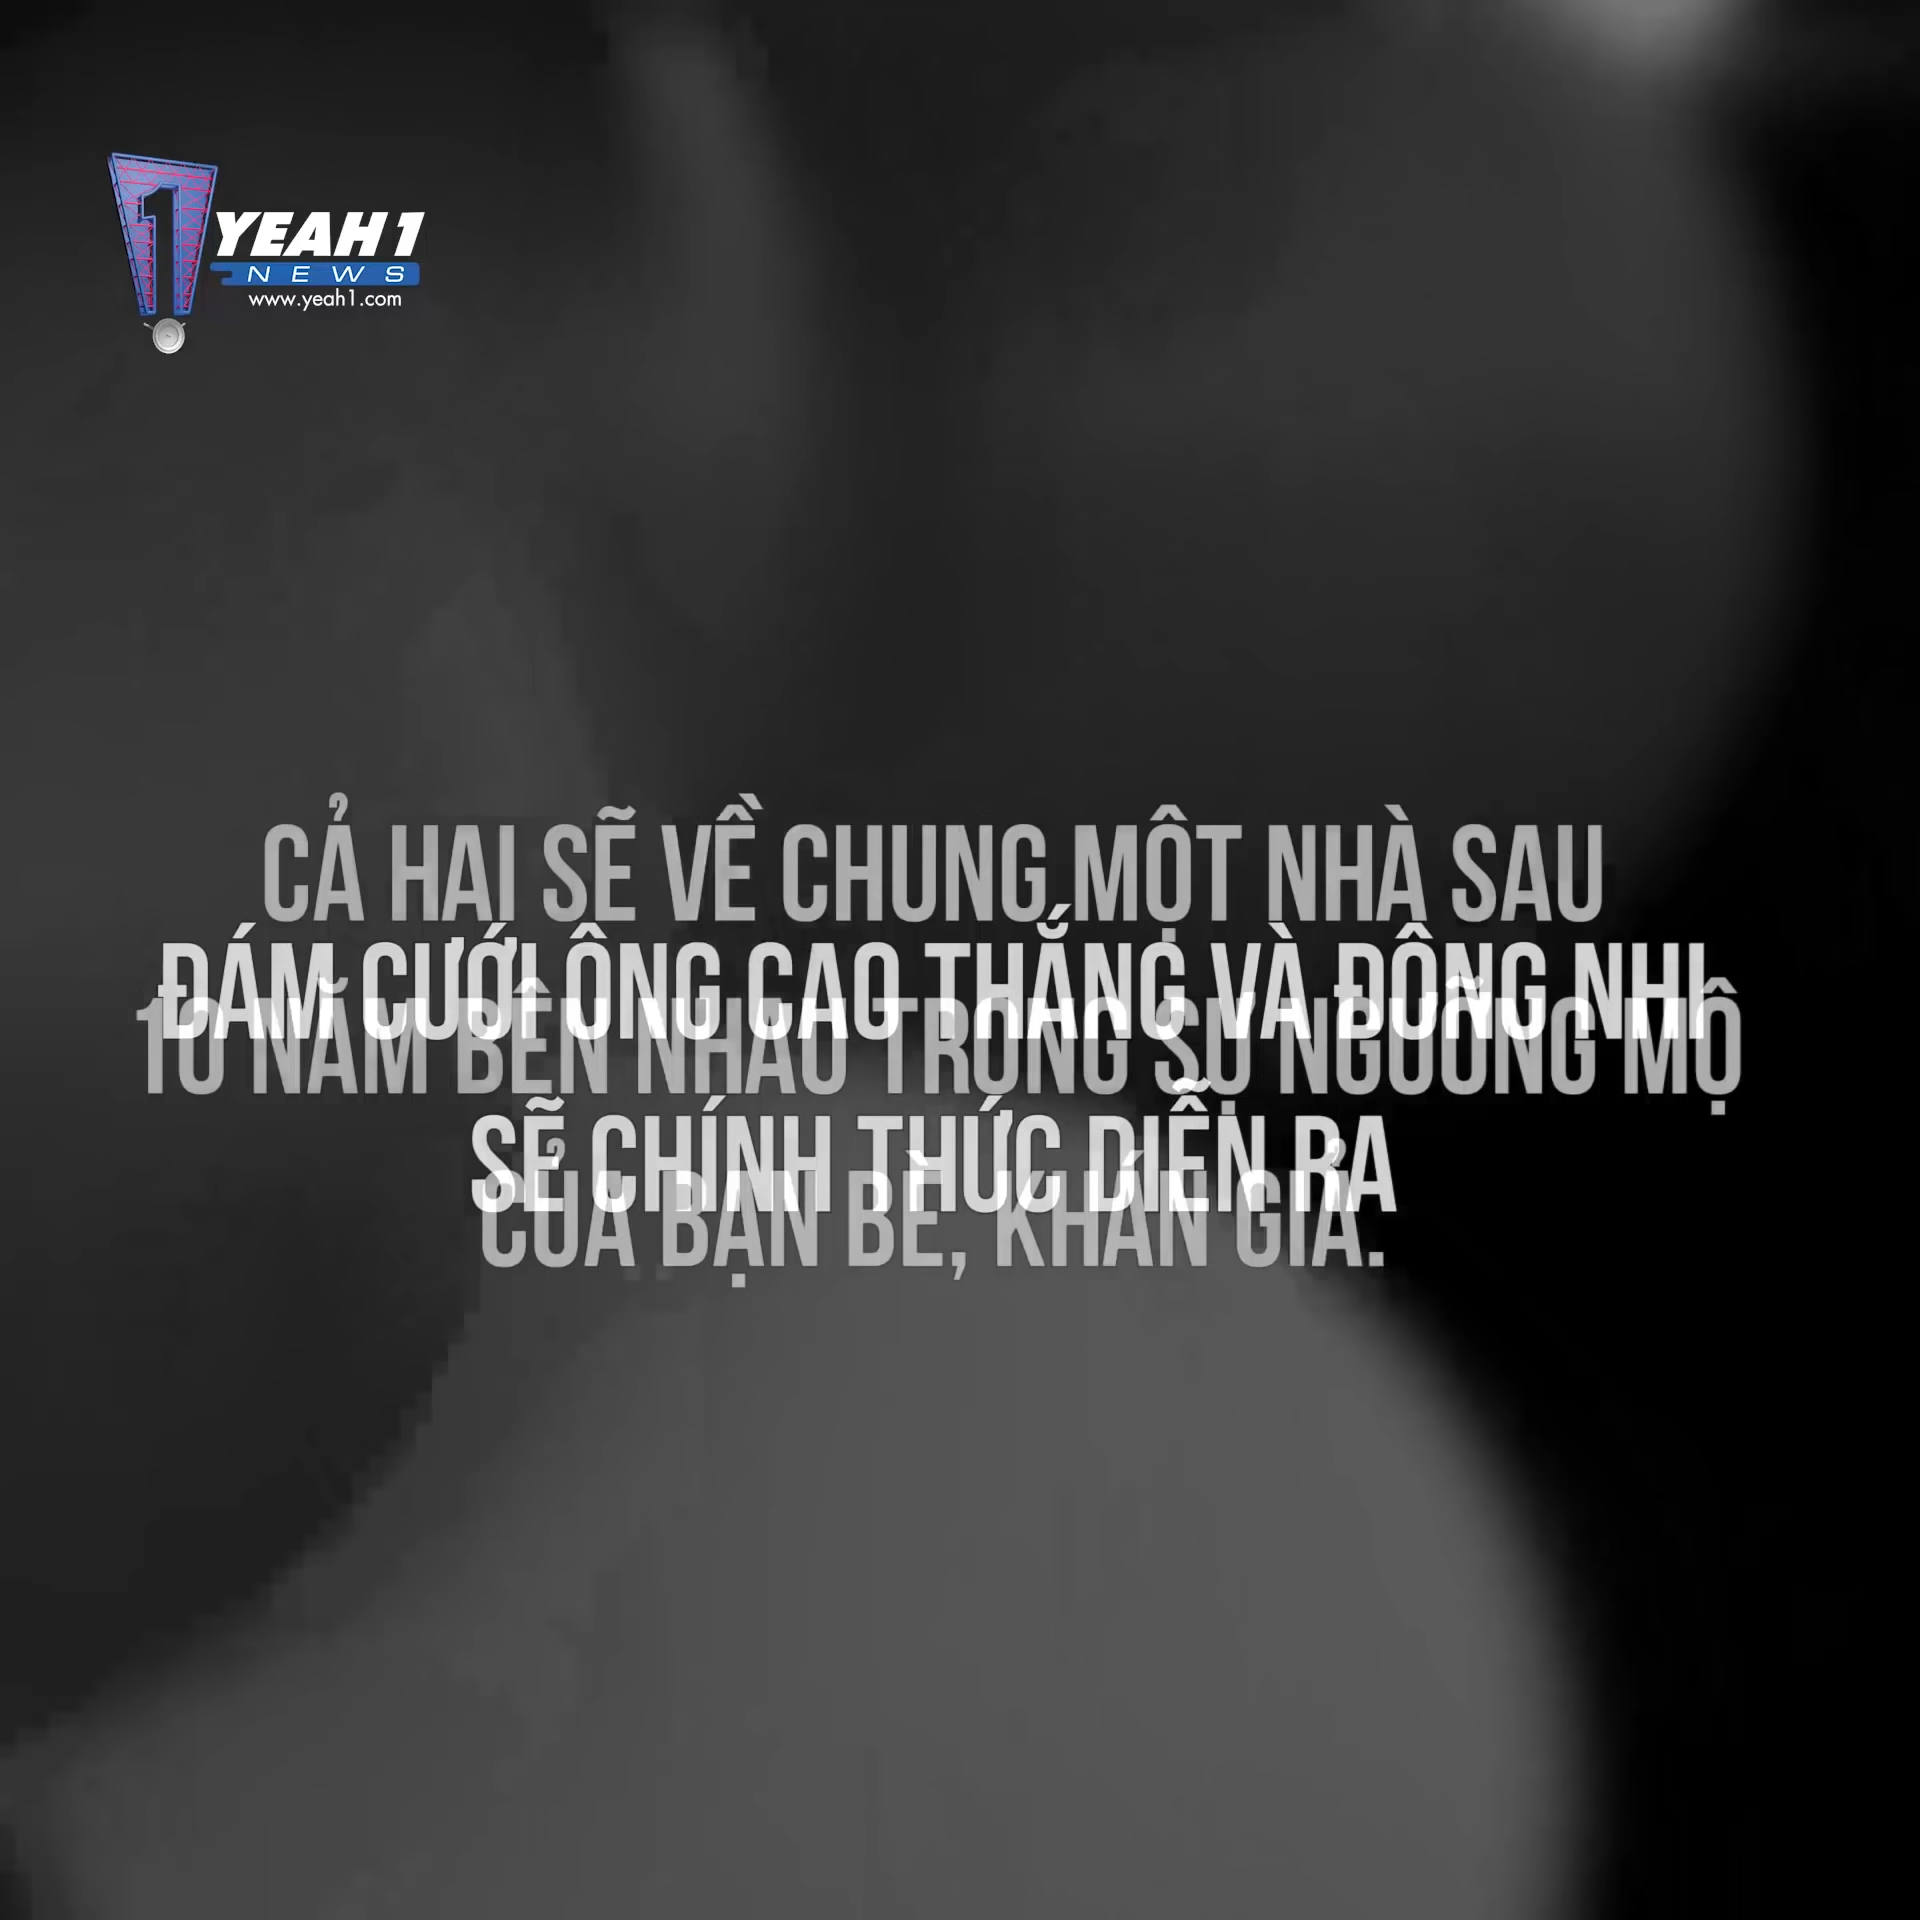 YEAH1
NEWS
www.yeah1.com
CẢ HAI SẼ VỀ CHUNG MỘT NHÀ SAU
ĐÁM CƯỚI ÔNG CAO THẮNG VÀ ĐÔNG NHI
10 NĂM BÊN NHAU TRONG SỰ NGƯỠNG MỘ
SẼ CHÍNH THỨC DIỄN RA
CỦA BẠN BÈ, KHÁN GIẢ.